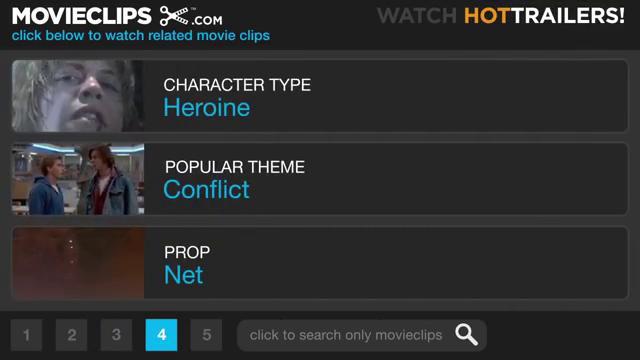 MOVIECLIPS .COM
WATCH HOTTRAILERS!
click below to watch related movie clips
CHARACTER TYPE
Heroine
POPULAR THEME
Conflict
PROP
Net
1 2 3 4 5
click to search only movieclips